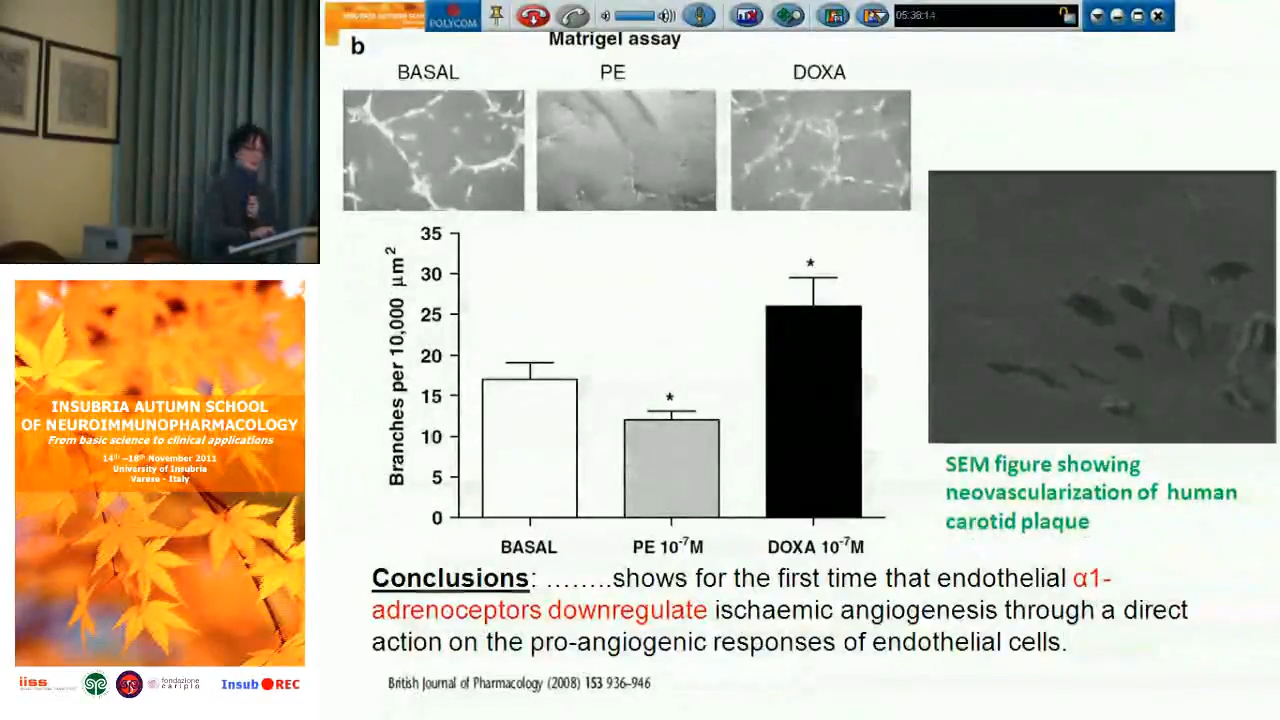 POLYCOM
05:38:14
b
Matrigel assay
BASAL
PE
DOXA
Branches per 10,000 μm²
35
30
25
20
15
10
5
0
*
*
BASAL
PE 10⁻⁷M
DOXA 10⁻⁷M
SEM figure showing
neovascularization of human
carotid plaque
Conclusions: ........shows for the first time that endothelial α1-
adrenoceptors downregulate ischaemic angiogenesis through a direct
action on the pro-angiogenic responses of endothelial cells.
British Journal of Pharmacology (2008) 153 936–946
INSUBRIA AUTUMN SCHOOL
OF NEUROIMMUNOPHARMACOLOGY
From basic science to clinical applications
14th –18th November 2011
University of Insubria
Varese - Italy
iiss
fondazione
cariplo
Insub REC